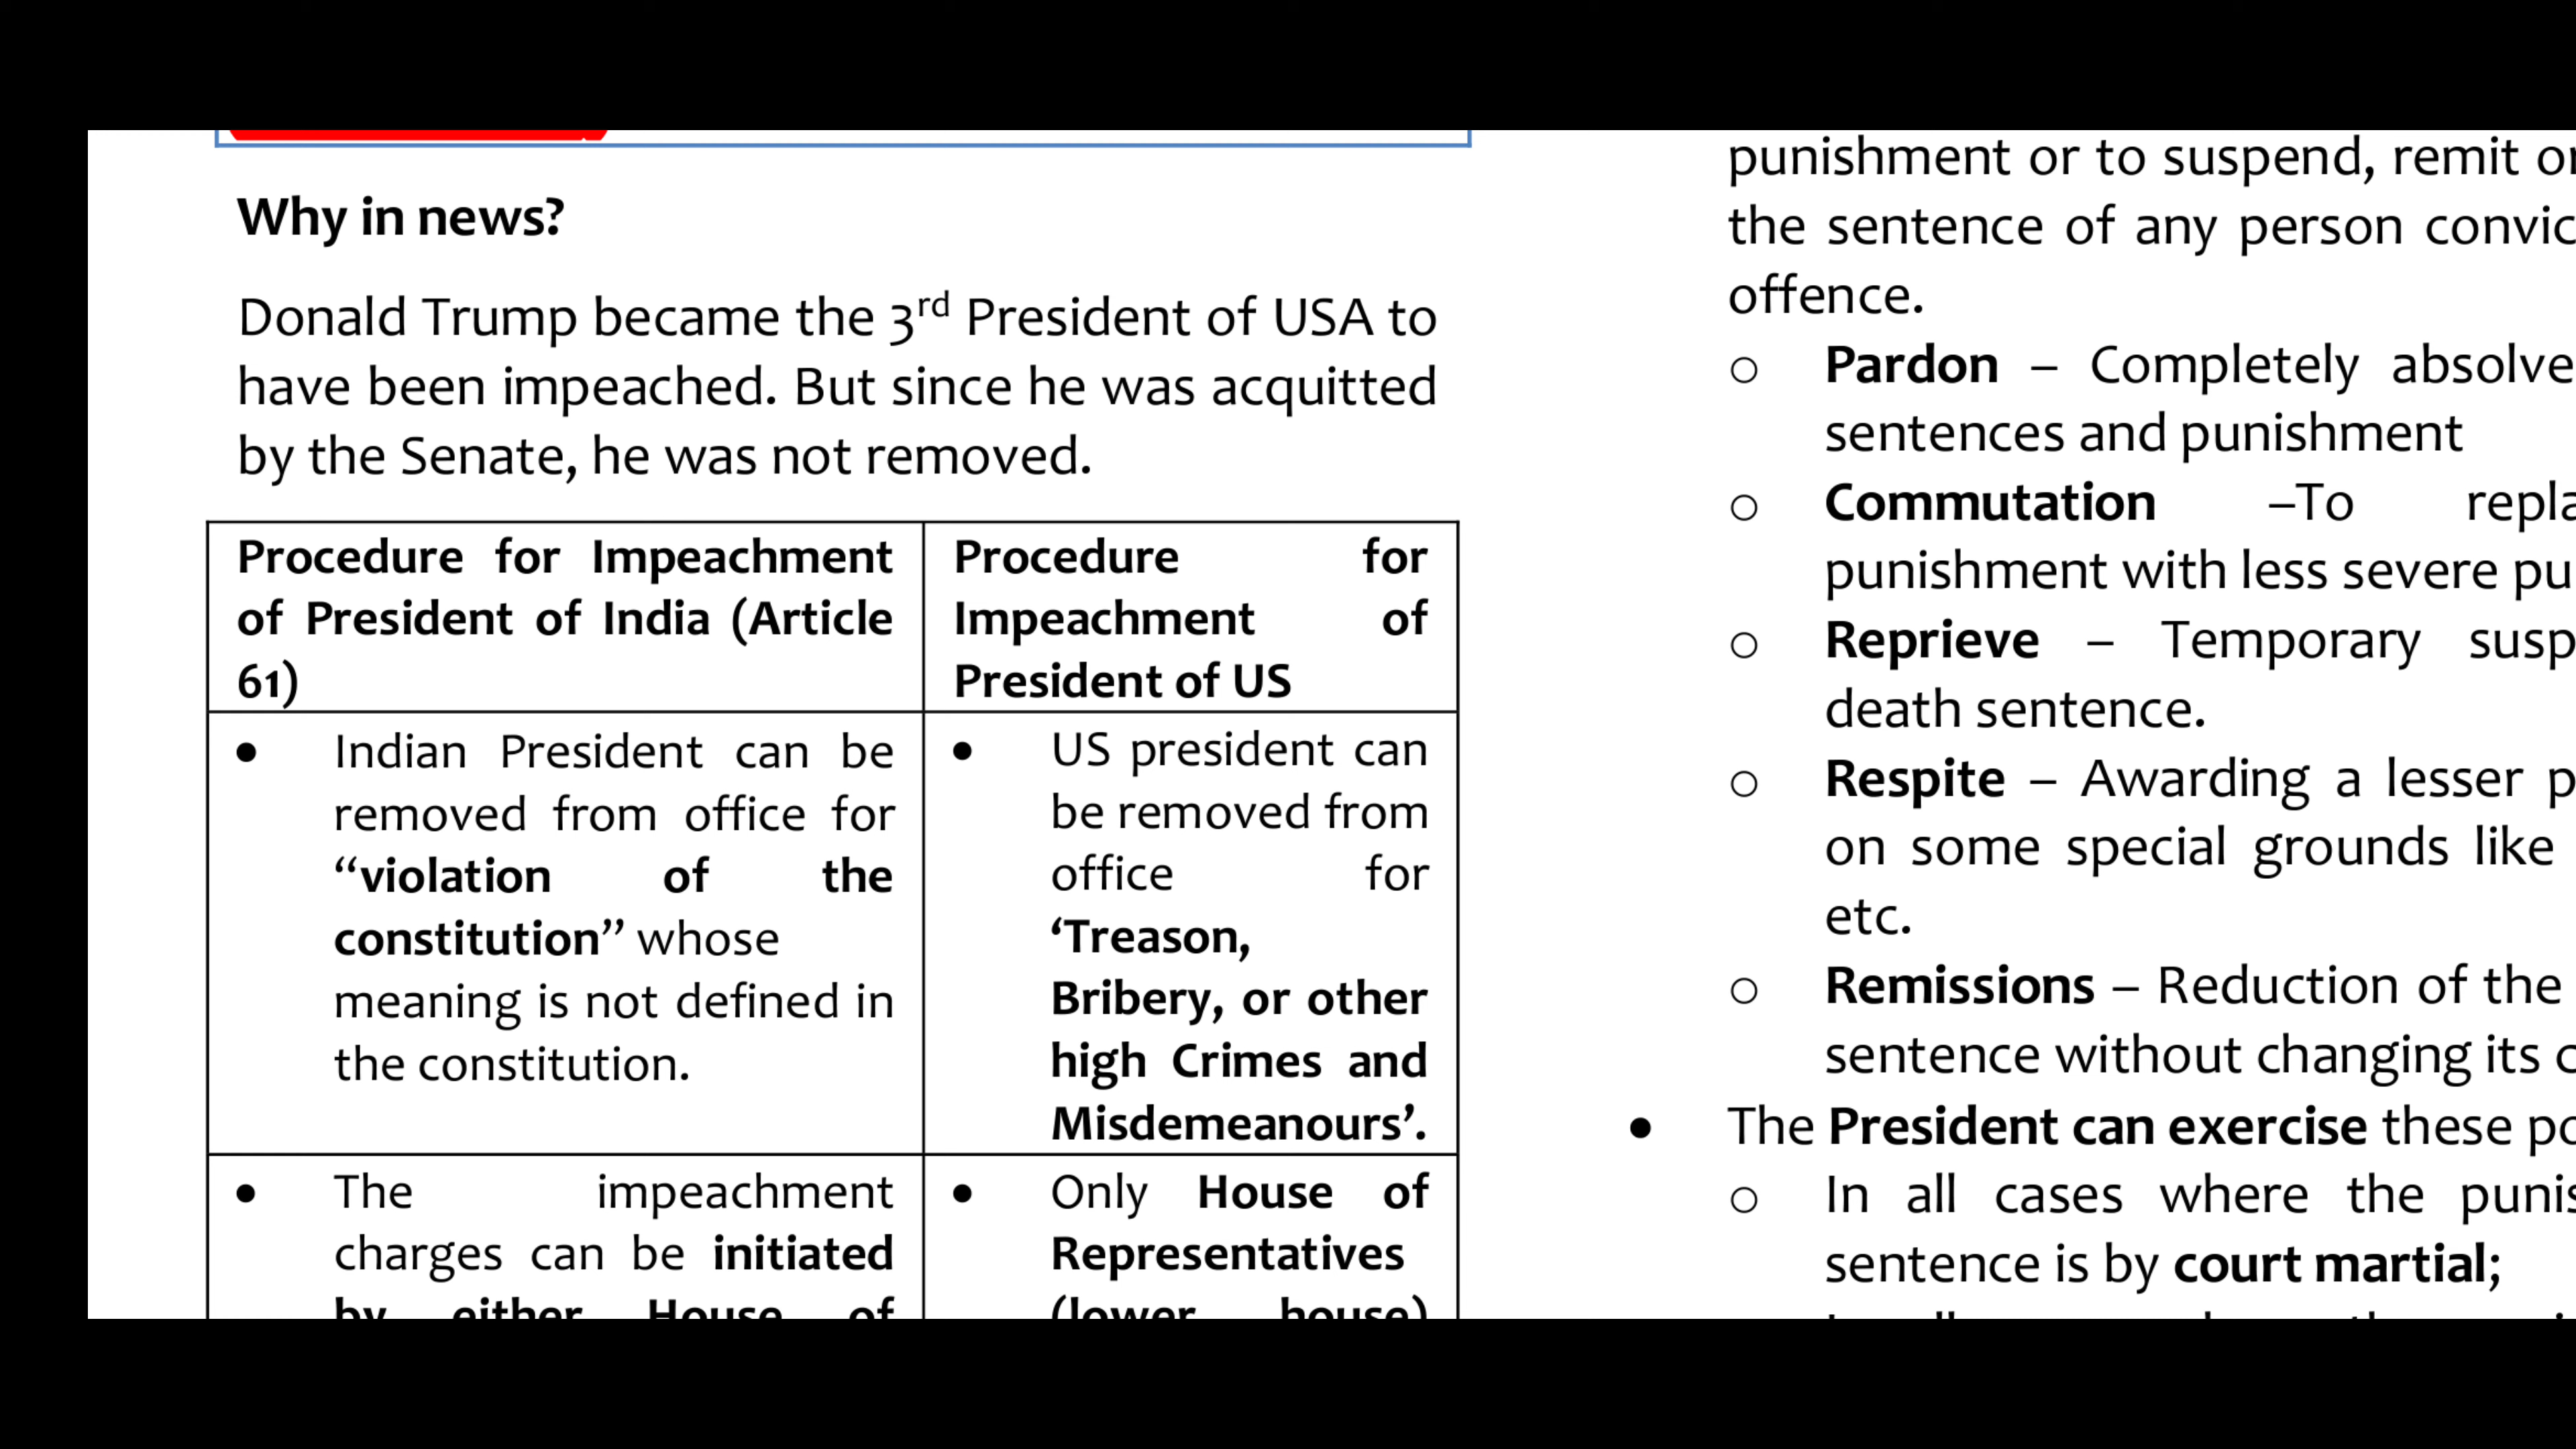 Why in news?
Donald Trump became the 3rd President of USA to
have been impeached. But since he was acquitted
by the Senate, he was not removed.
Procedure for Impeachment
of President of India (Article
61)
Procedure for
Impeachment of
President of US
• Indian President can be
removed from office for
“violation of the
constitution” whose
meaning is not defined in
the constitution.
• US president can
be removed from
office for
‘Treason,
Bribery, or other
high Crimes and
Misdemeanours’.
• The impeachment
charges can be initiated
by either House of
• Only House of
Representatives
(lower house)
punishment or to suspend, remit or
the sentence of any person
offence.
o Pardon – Completely
sentences and punishment
o Commutation –To
punishment with less severe
o Reprieve – Temporary
death sentence.
o Respite – Awarding a lesser
on some special grounds like
etc.
o Remissions – Reduction of the
sentence without changing its
• The President can exercise these
o In all cases where the
sentence is by court martial;